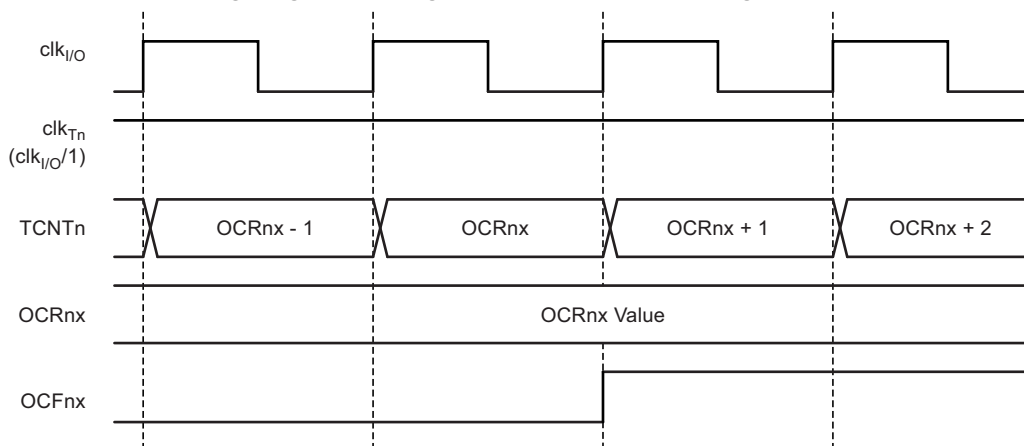 clkI/O
clkTn
(clkI/O/1)
TCNTn
OCRnx - 1
OCRnx
OCRnx + 1
OCRnx + 2
OCRnx
OCRnx Value
OCFnx